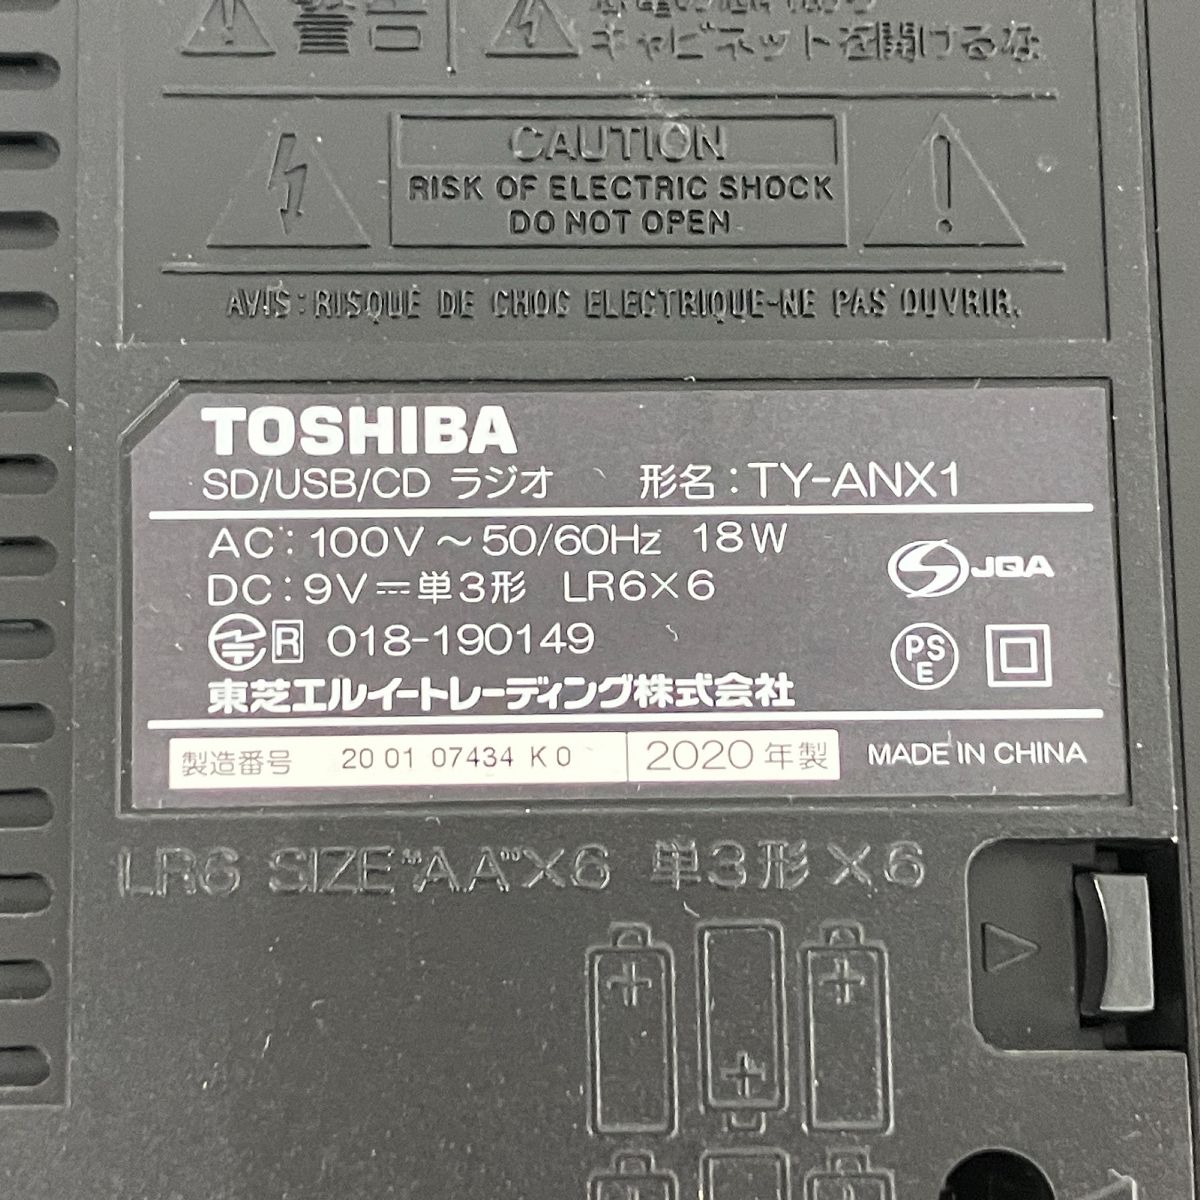 警告
キャビネットを開けるな
CAUTION
RISK OF ELECTRIC SHOCK
DO NOT OPEN
AVIS : RISQUE DE CHOC ELECTRIQUE-NE PAS OUVRIR.
TOSHIBA
SD/USB/CD ラジオ 形名 : TY-ANX1
AC : 100V ～ 50/60Hz 18W
DC : 9V ⎓ 単3形 LR6×6
JQA
R 018-190149
PS E
東芝エルイートレーディング株式会社
製造番号 20 01 07434 K 0 2020 年製 MADE IN CHINA
LR6 SIZE "AA" × 6 単3形 × 6